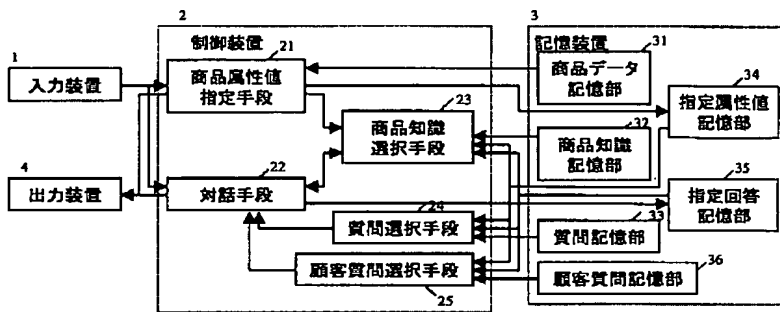 1
入力装置
4
出力装置
2
制御装置
21
商品属性値
指定手段
23
商品知識
選択手段
22
対話手段
24
質問選択手段
顧客質問選択手段
25
3
記憶装置
31
商品データ
記憶部
32
商品知識
記憶部
33
質問記憶部
36
顧客質問記憶部
34
指定属性値
記憶部
35
指定回答
記憶部